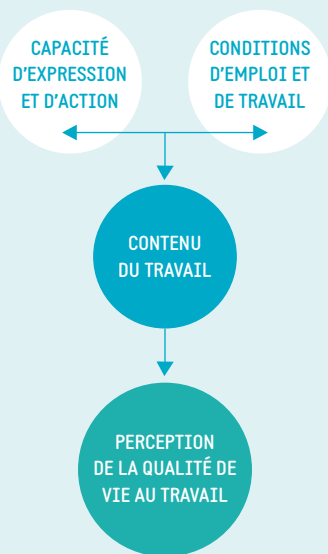 CAPACITÉ
D'EXPRESSION
ET D'ACTION
CONDITIONS
D'EMPLOI ET
DE TRAVAIL
CONTENU
DU TRAVAIL
PERCEPTION
DE LA QUALITÉ DE
VIE AU TRAVAIL